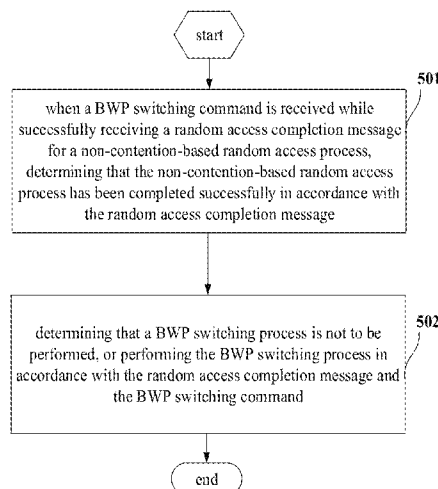 start
501
when a BWP switching command is received while
successfully receiving a random access completion message
for a non-contention-based random access process,
determining that the non-contention-based random access
process has been completed successfully in accordance with
the random access completion message
502
determining that a BWP switching process is not to be
performed, or performing the BWP switching process in
accordance with the random access completion message and
the BWP switching command
end